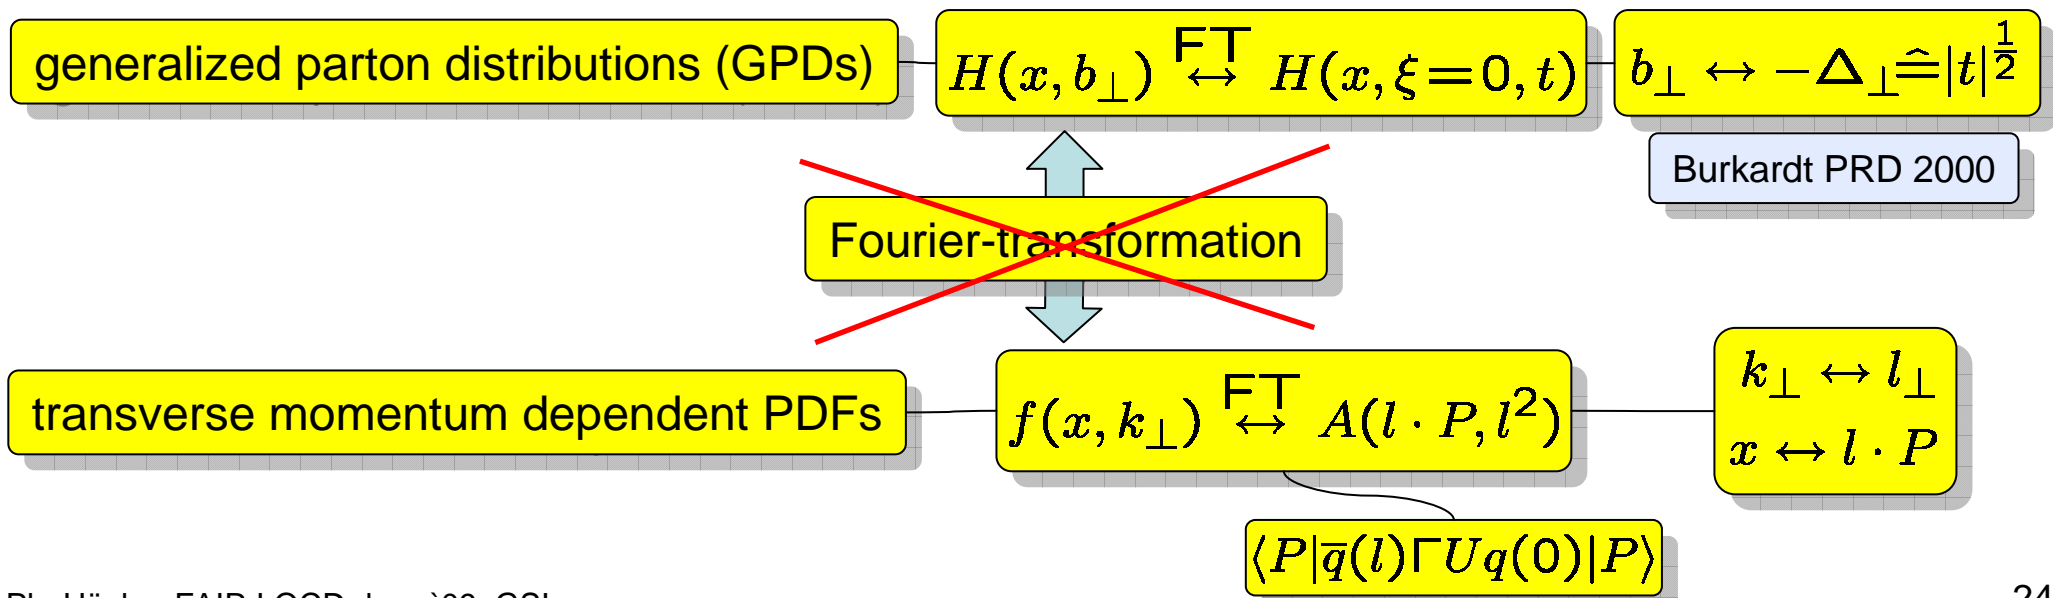 generalized parton distributions (GPDs)
H(x, b⊥) FT ↔ H(x, ξ=0, t)
b⊥ ↔ −Δ⊥ ≙ |t|^{1/2}
Burkardt PRD 2000
Fourier-transformation
transverse momentum dependent PDFs
f(x, k⊥) FT ↔ A(l · P, l²)
k⊥ ↔ l⊥
x ↔ l · P
⟨P|q̅(l)ΓUq(0)|P⟩
24